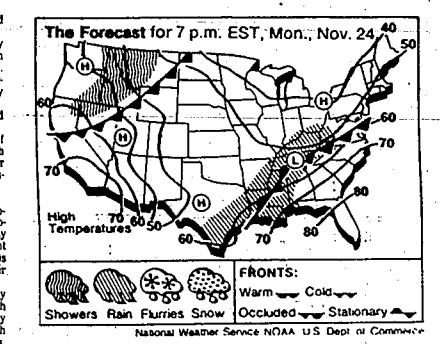 The Forecast for 7 p.m. EST, Mon., Nov. 24
40
50
H
H
60
H
60
L
70
70
H
80
High
Temperatures
70 60 50
60
70
80
Showers Rain Flurries Snow
FRONTS:
Warm Cold
Occluded Stationary
National Weather Service NOAA U S Dept of Commerce